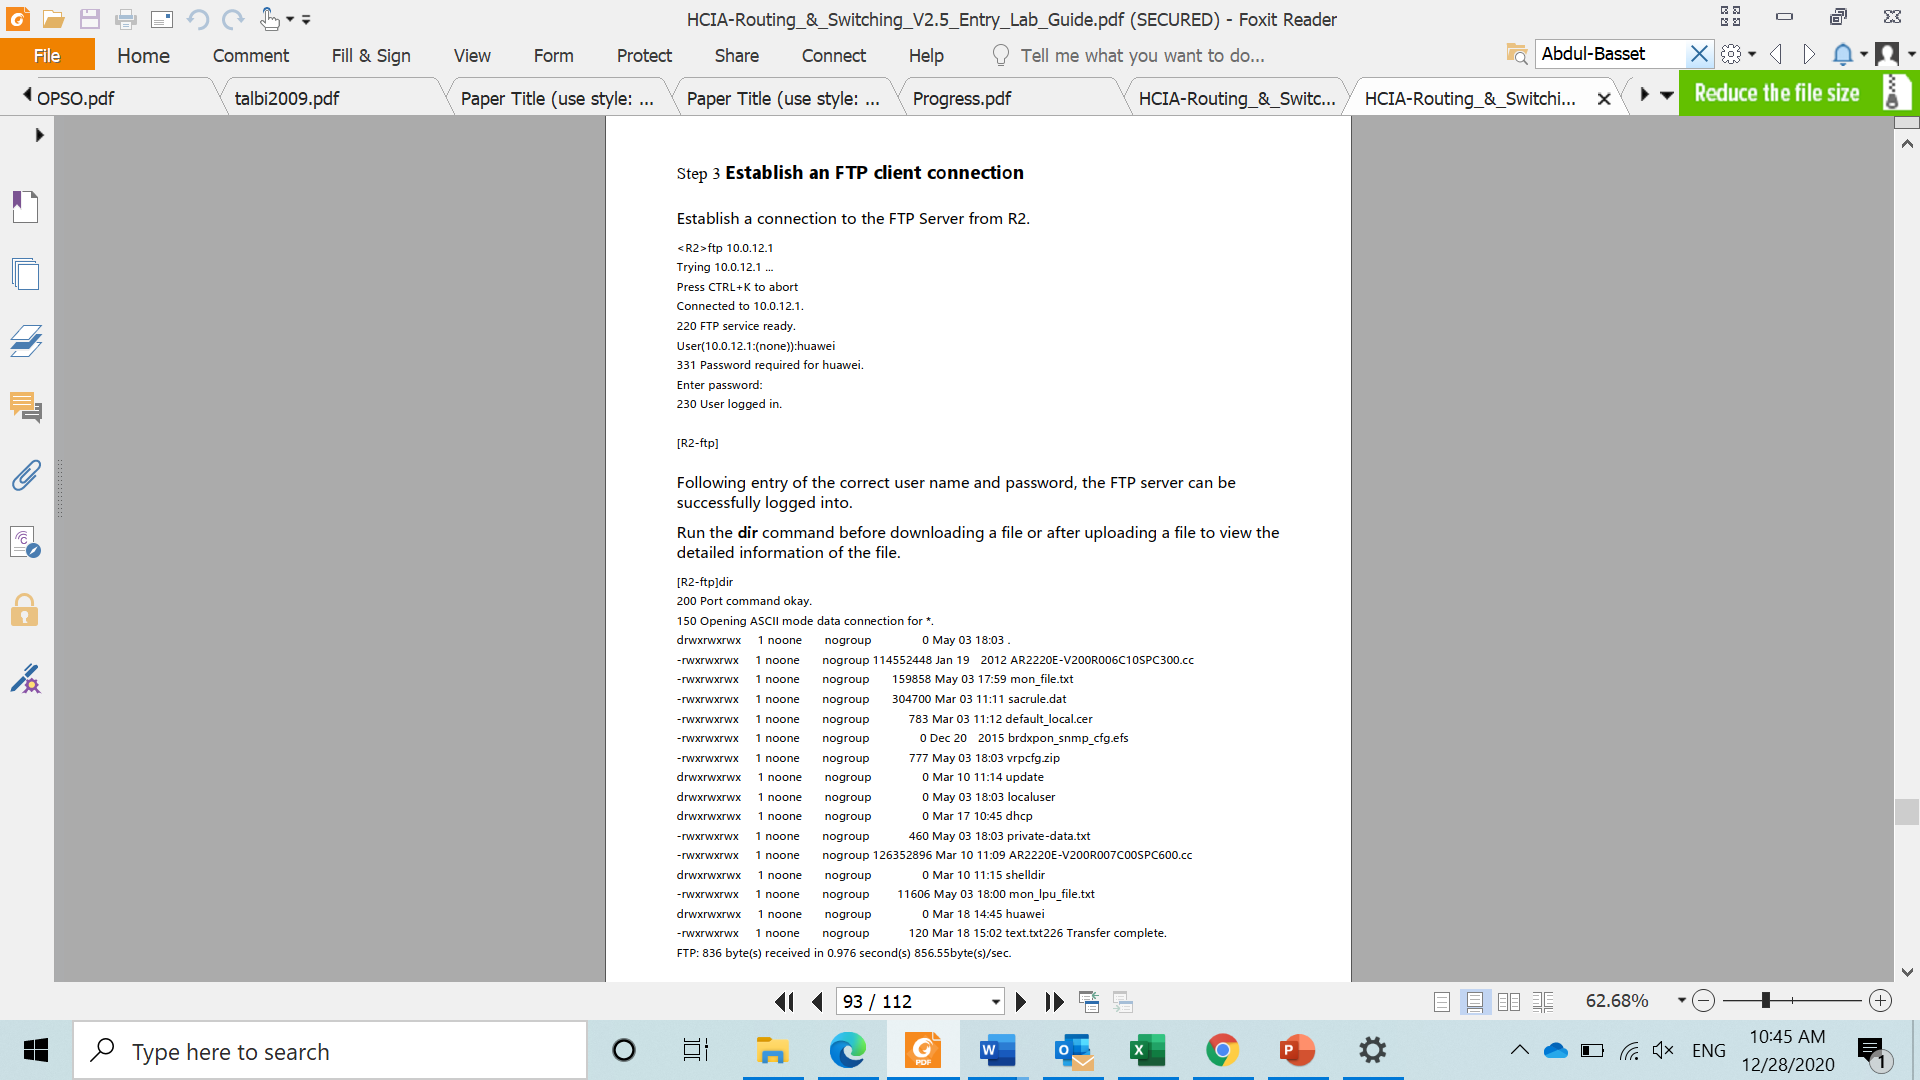 HCIA-Routing_&_Switching_V2.5_Entry_Lab_Guide.pdf (SECURED) - Foxit Reader
File Home Comment Fill & Sign View Form Protect Share Connect Help Tell me what you want to do... Abdul-Basset
OPSO.pdf talbi2009.pdf Paper Title (use style: ... Paper Title (use style: ... Progress.pdf HCIA-Routing_&_Switc... HCIA-Routing_&_Switchi... Reduce the file size
Step 3 Establish an FTP client connection
Establish a connection to the FTP Server from R2.
<R2>ftp 10.0.12.1
Trying 10.0.12.1 ...
Press CTRL+K to abort
Connected to 10.0.12.1.
220 FTP service ready.
User(10.0.12.1:(none)):huawei
331 Password required for huawei.
Enter password:
230 User logged in.
[R2-ftp]
Following entry of the correct user name and password, the FTP server can be
successfully logged into.
Run the dir command before downloading a file or after uploading a file to view the
detailed information of the file.
[R2-ftp]dir
200 Port command okay.
150 Opening ASCII mode data connection for *.
drwxrwxrwx 1 noone nogroup 0 May 03 18:03 .
-rwxrwxrwx 1 noone nogroup 114552448 Jan 19 2012 AR2220E-V200R006C10SPC300.cc
-rwxrwxrwx 1 noone nogroup 159858 May 03 17:59 mon_file.txt
-rwxrwxrwx 1 noone nogroup 304700 Mar 03 11:11 sacrule.dat
-rwxrwxrwx 1 noone nogroup 783 Mar 03 11:12 default_local.cer
-rwxrwxrwx 1 noone nogroup 0 Dec 20 2015 brdxpon_snmp_cfg.efs
-rwxrwxrwx 1 noone nogroup 777 May 03 18:03 vrpcfg.zip
drwxrwxrwx 1 noone nogroup 0 Mar 10 11:14 update
drwxrwxrwx 1 noone nogroup 0 May 03 18:03 localuser
drwxrwxrwx 1 noone nogroup 0 Mar 17 10:45 dhcp
-rwxrwxrwx 1 noone nogroup 460 May 03 18:03 private-data.txt
-rwxrwxrwx 1 noone nogroup 126352896 Mar 10 11:09 AR2220E-V200R007C00SPC600.cc
drwxrwxrwx 1 noone nogroup 0 Mar 10 11:15 shelldir
-rwxrwxrwx 1 noone nogroup 11606 May 03 18:00 mon_lpu_file.txt
drwxrwxrwx 1 noone nogroup 0 Mar 18 14:45 huawei
-rwxrwxrwx 1 noone nogroup 120 Mar 18 15:02 text.txt226 Transfer complete.
FTP: 836 byte(s) received in 0.976 second(s) 856.55byte(s)/sec.
93 / 112 62.68%
Type here to search ENG 10:45 AM
12/28/2020 1